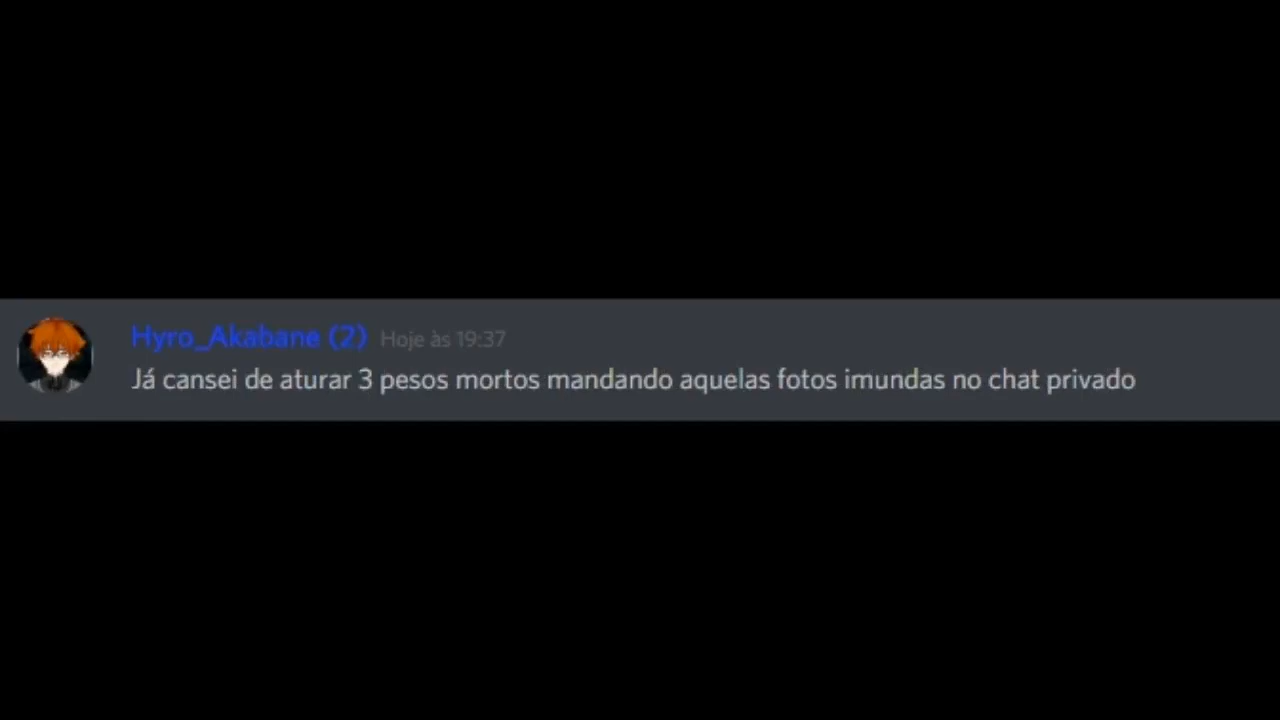 Hyro_Akabane (2) Hoje às 19:37
Já cansei de aturar 3 pesos mortos mandando aquelas fotos imundas no chat privado